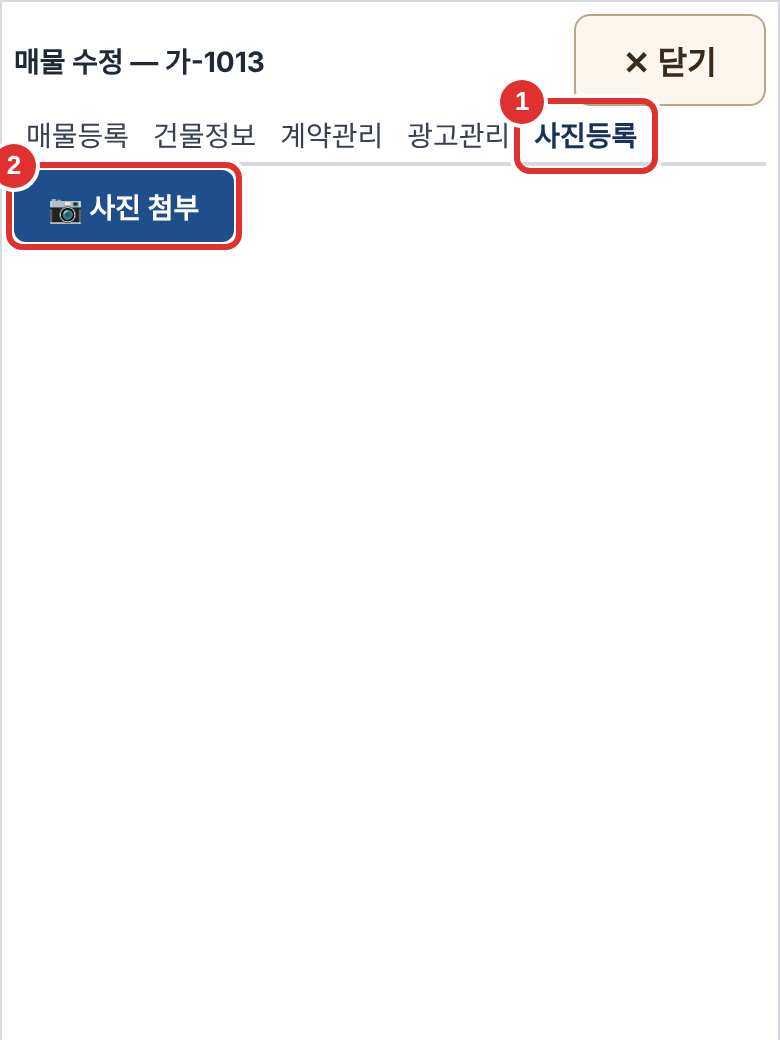 매물 수정 — 가-1013
✕ 닫기
1
매물등록 건물정보 계약관리 광고관리 사진등록
2
📷 사진 첨부